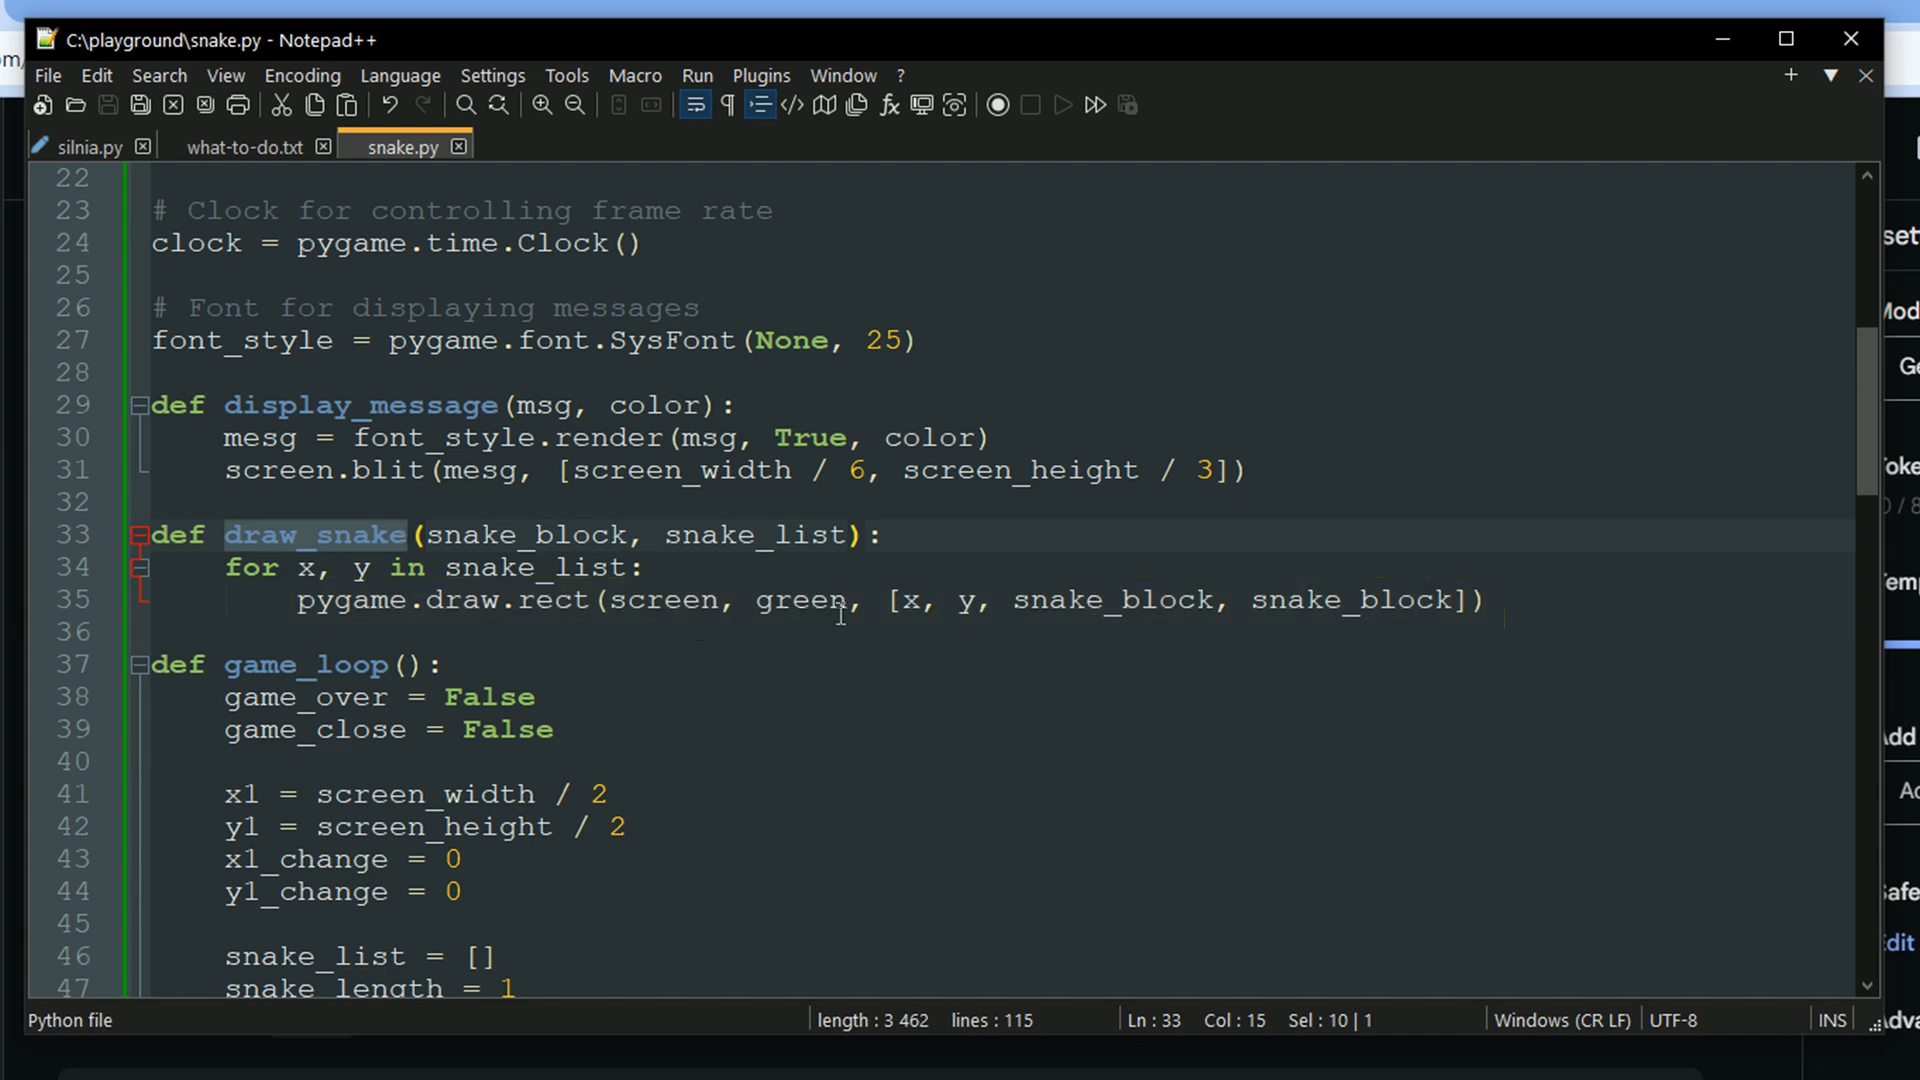 C:\playground\snake.py - Notepad++
File Edit Search View Encoding Language Settings Tools Macro Run Plugins Window ?
silnia.py what-to-do.txt snake.py
22
23 # Clock for controlling frame rate
24 clock = pygame.time.Clock()
25
26 # Font for displaying messages
27 font_style = pygame.font.SysFont(None, 25)
28
29 def display_message(msg, color):
30 mesg = font_style.render(msg, True, color)
31 screen.blit(mesg, [screen_width / 6, screen_height / 3])
32
33 def draw_snake(snake_block, snake_list):
34 for x, y in snake_list:
35 pygame.draw.rect(screen, green, [x, y, snake_block, snake_block])
36
37 def game_loop():
38 game_over = False
39 game_close = False
40
41 x1 = screen_width / 2
42 y1 = screen_height / 2
43 x1_change = 0
44 y1_change = 0
45
46 snake_list = []
47 snake_length = 1
Python file length : 3 462 lines : 115 Ln : 33 Col : 15 Sel : 10 | 1 Windows (CR LF) UTF-8 INS